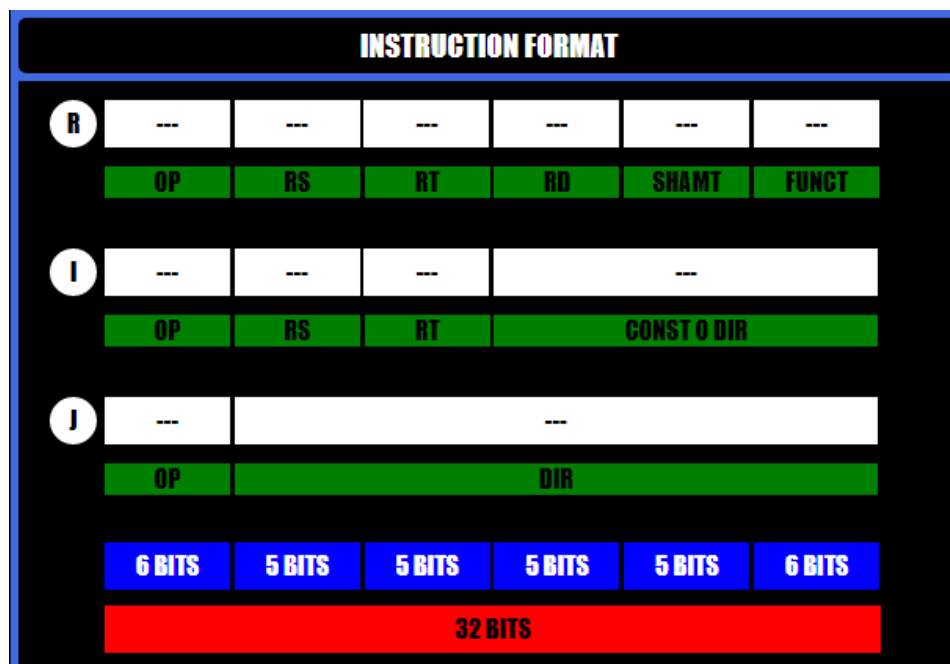 INSTRUCTION FORMAT
R --- --- --- --- --- ---
OP RS RT RD SHAMT FUNCT
I --- --- --- ---
OP RS RT CONST O DIR
J --- ---
OP DIR
6 BITS 5 BITS 5 BITS 5 BITS 5 BITS 6 BITS
32 BITS